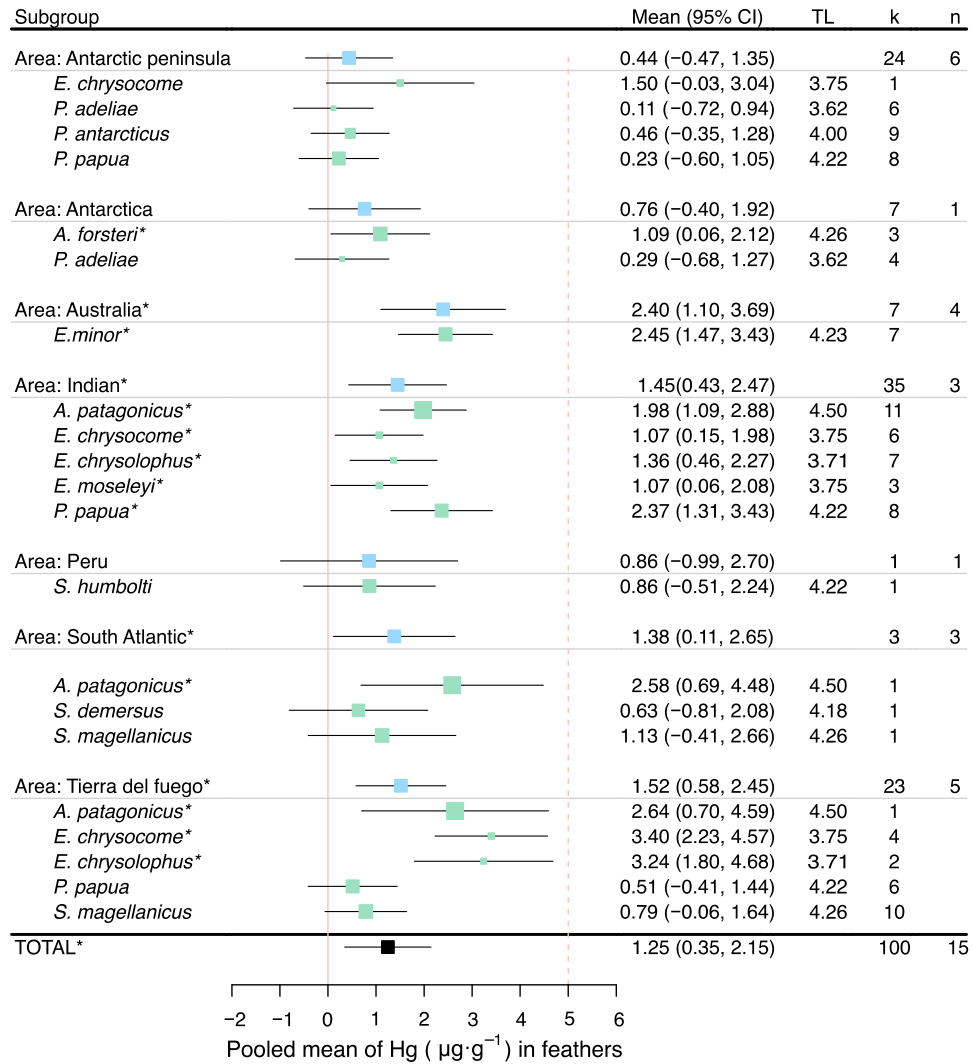 Subgroup Mean (95% CI) TL k n
Area: Antarctic peninsula 0.44 (−0.47, 1.35) 24 6
E. chrysocome 1.50 (−0.03, 3.04) 3.75 1
P. adeliae 0.11 (−0.72, 0.94) 3.62 6
P. antarcticus 0.46 (−0.35, 1.28) 4.00 9
P. papua 0.23 (−0.60, 1.05) 4.22 8
Area: Antarctica 0.76 (−0.40, 1.92) 7 1
A. forsteri* 1.09 (0.06, 2.12) 4.26 3
P. adeliae 0.29 (−0.68, 1.27) 3.62 4
Area: Australia* 2.40 (1.10, 3.69) 7 4
E.minor* 2.45 (1.47, 3.43) 4.23 7
Area: Indian* 1.45(0.43, 2.47) 35 3
A. patagonicus* 1.98 (1.09, 2.88) 4.50 11
E. chrysocome* 1.07 (0.15, 1.98) 3.75 6
E. chrysolophus* 1.36 (0.46, 2.27) 3.71 7
E. moseleyi* 1.07 (0.06, 2.08) 3.75 3
P. papua* 2.37 (1.31, 3.43) 4.22 8
Area: Peru 0.86 (−0.99, 2.70) 1 1
S. humbolti 0.86 (−0.51, 2.24) 4.22 1
Area: South Atlantic* 1.38 (0.11, 2.65) 3 3
A. patagonicus* 2.58 (0.69, 4.48) 4.50 1
S. demersus 0.63 (−0.81, 2.08) 4.18 1
S. magellanicus 1.13 (−0.41, 2.66) 4.26 1
Area: Tierra del fuego* 1.52 (0.58, 2.45) 23 5
A. patagonicus* 2.64 (0.70, 4.59) 4.50 1
E. chrysocome* 3.40 (2.23, 4.57) 3.75 4
E. chrysolophus* 3.24 (1.80, 4.68) 3.71 2
P. papua 0.51 (−0.41, 1.44) 4.22 6
S. magellanicus 0.79 (−0.06, 1.64) 4.26 10
TOTAL* 1.25 (0.35, 2.15) 100 15
−2 −1 0 1 2 3 4 5 6
Pooled mean of Hg ( μg·g⁻¹) in feathers